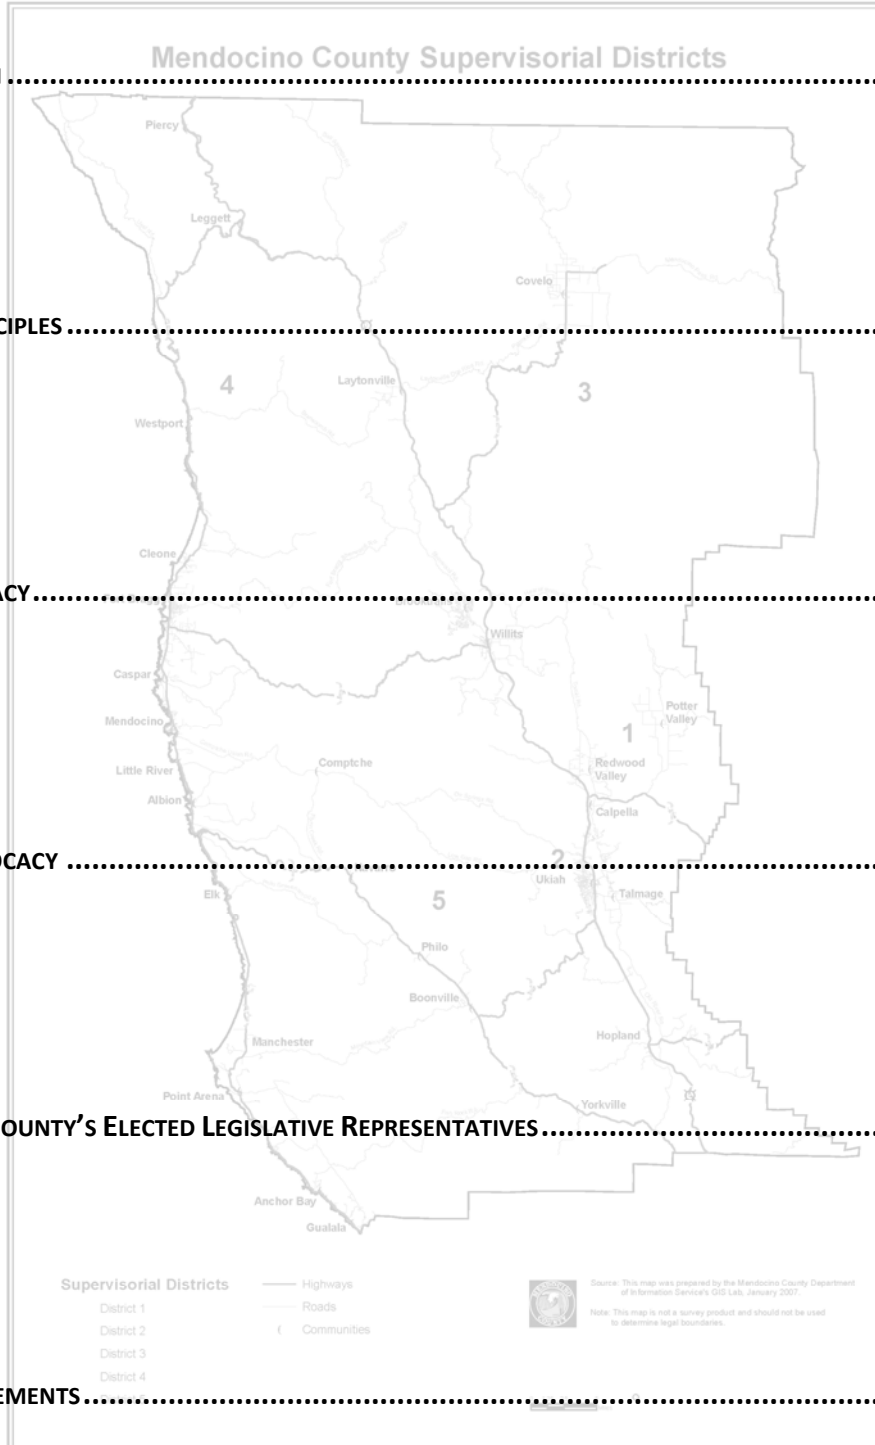 Mendocino County Supervisorial Districts
....................
Piercy
Leggett
Covelo
CIPLES ....................
4
Laytonville
3
Westport
Cleone
ACY ....................
Willits
Caspar
Potter
Valley
Mendocino
1
Little River
Comptche
Redwood
Valley
Albion
Calpella
OCACY ....................
2
Ukiah
Elk
5
Talmage
Philo
Boonville
Hopland
Manchester
Point Arena
Yorkville
OUNTY'S ELECTED LEGISLATIVE REPRESENTATIVES ....................
Anchor Bay
Gualala
Supervisorial Districts
District 1
District 2
District 3
District 4
Highways
Roads
Communities
Source: This map was prepared by the Mendocino County Department
of Information Service's GIS Lab, January 2007.
Note: This map is not a survey product and should not be used
to determine legal boundaries.
EMENTS ....................